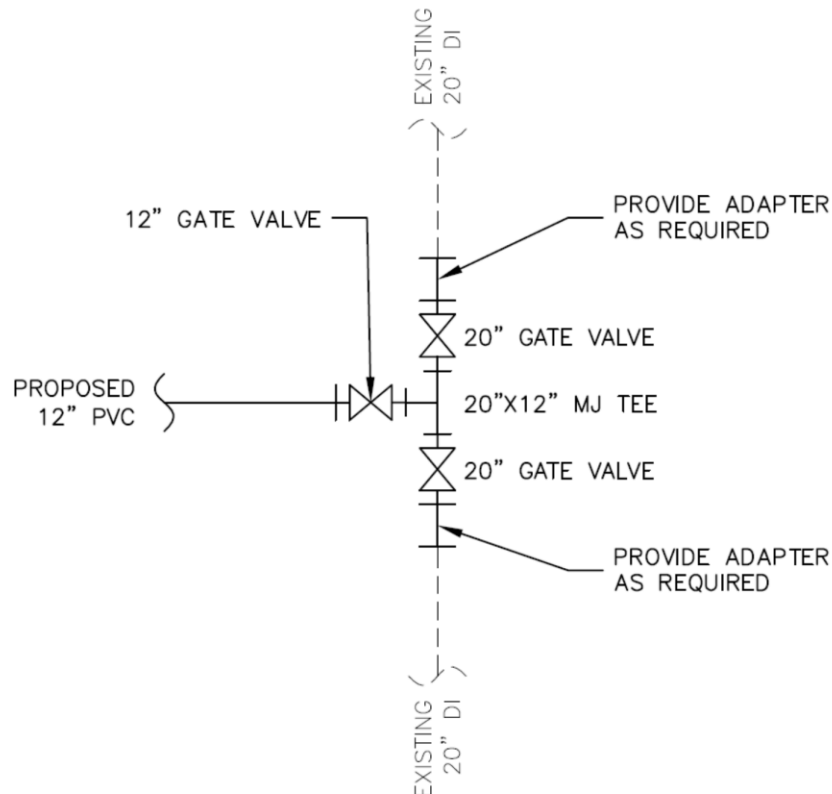 EXISTING
20" DI
PROVIDE ADAPTER
AS REQUIRED
12" GATE VALVE
20" GATE VALVE
PROPOSED
12" PVC
20"X12" MJ TEE
20" GATE VALVE
PROVIDE ADAPTER
AS REQUIRED
EXISTING
20" DI